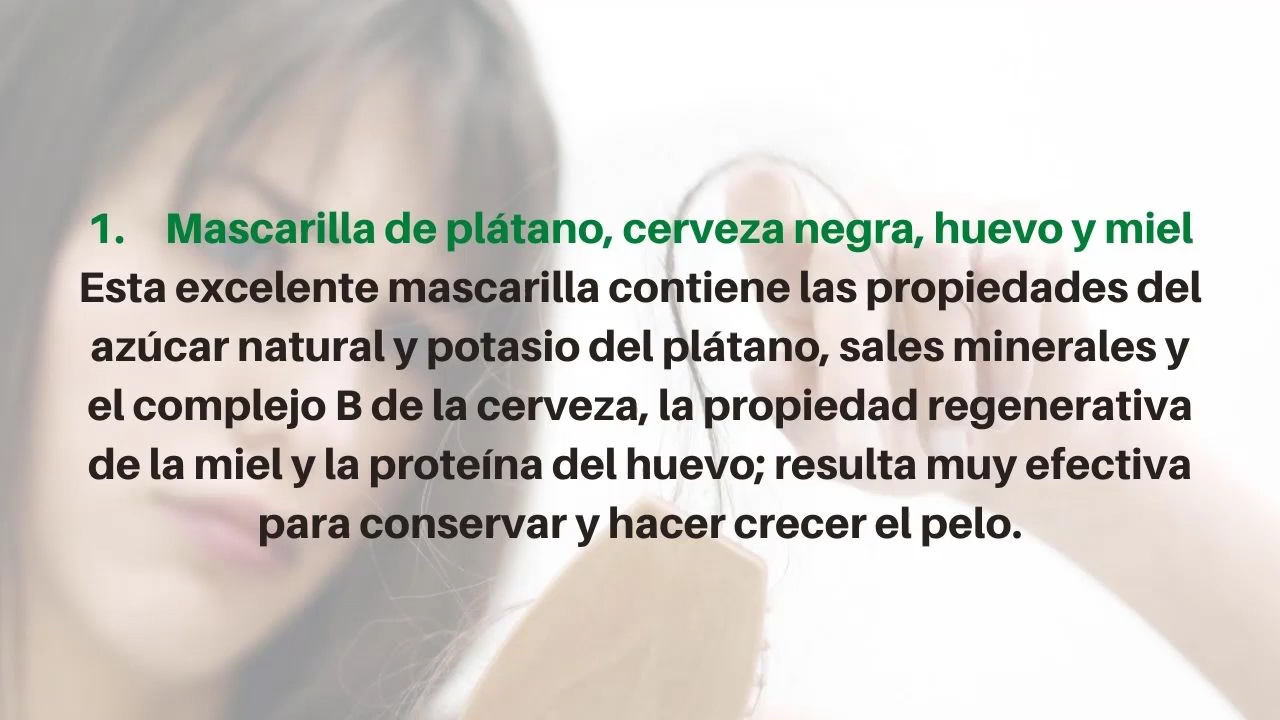 1. Mascarilla de plátano, cerveza negra, huevo y miel
Esta excelente mascarilla contiene las propiedades del
azúcar natural y potasio del plátano, sales minerales y
el complejo B de la cerveza, la propiedad regenerativa
de la miel y la proteína del huevo; resulta muy efectiva
para conservar y hacer crecer el pelo.